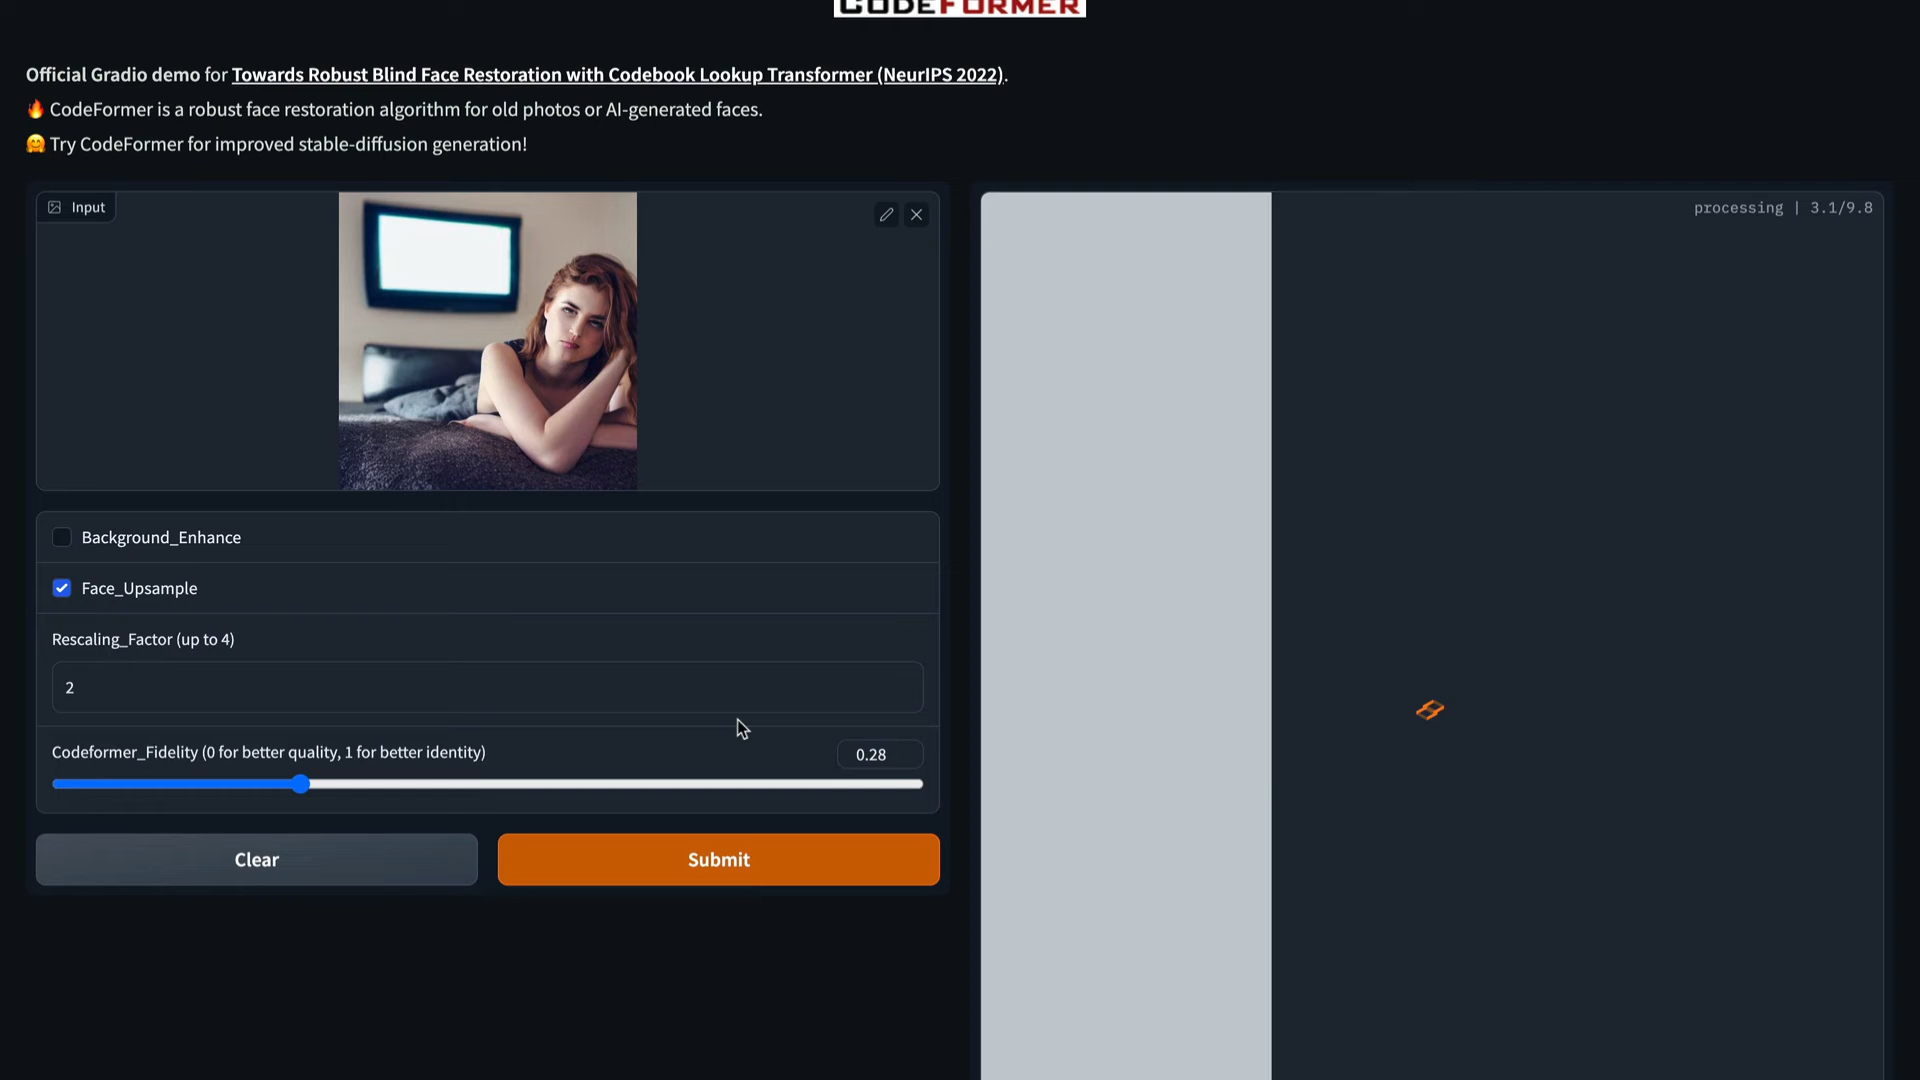 CODEFORMER
Official Gradio demo for Towards Robust Blind Face Restoration with Codebook Lookup Transformer (NeurIPS 2022).
🔥 CodeFormer is a robust face restoration algorithm for old photos or AI-generated faces.
🤗 Try CodeFormer for improved stable-diffusion generation!
Input
processing | 3.1/9.8
Background_Enhance
Face_Upsample
Rescaling_Factor (up to 4)
2
Codeformer_Fidelity (0 for better quality, 1 for better identity)
0.28
Clear
Submit